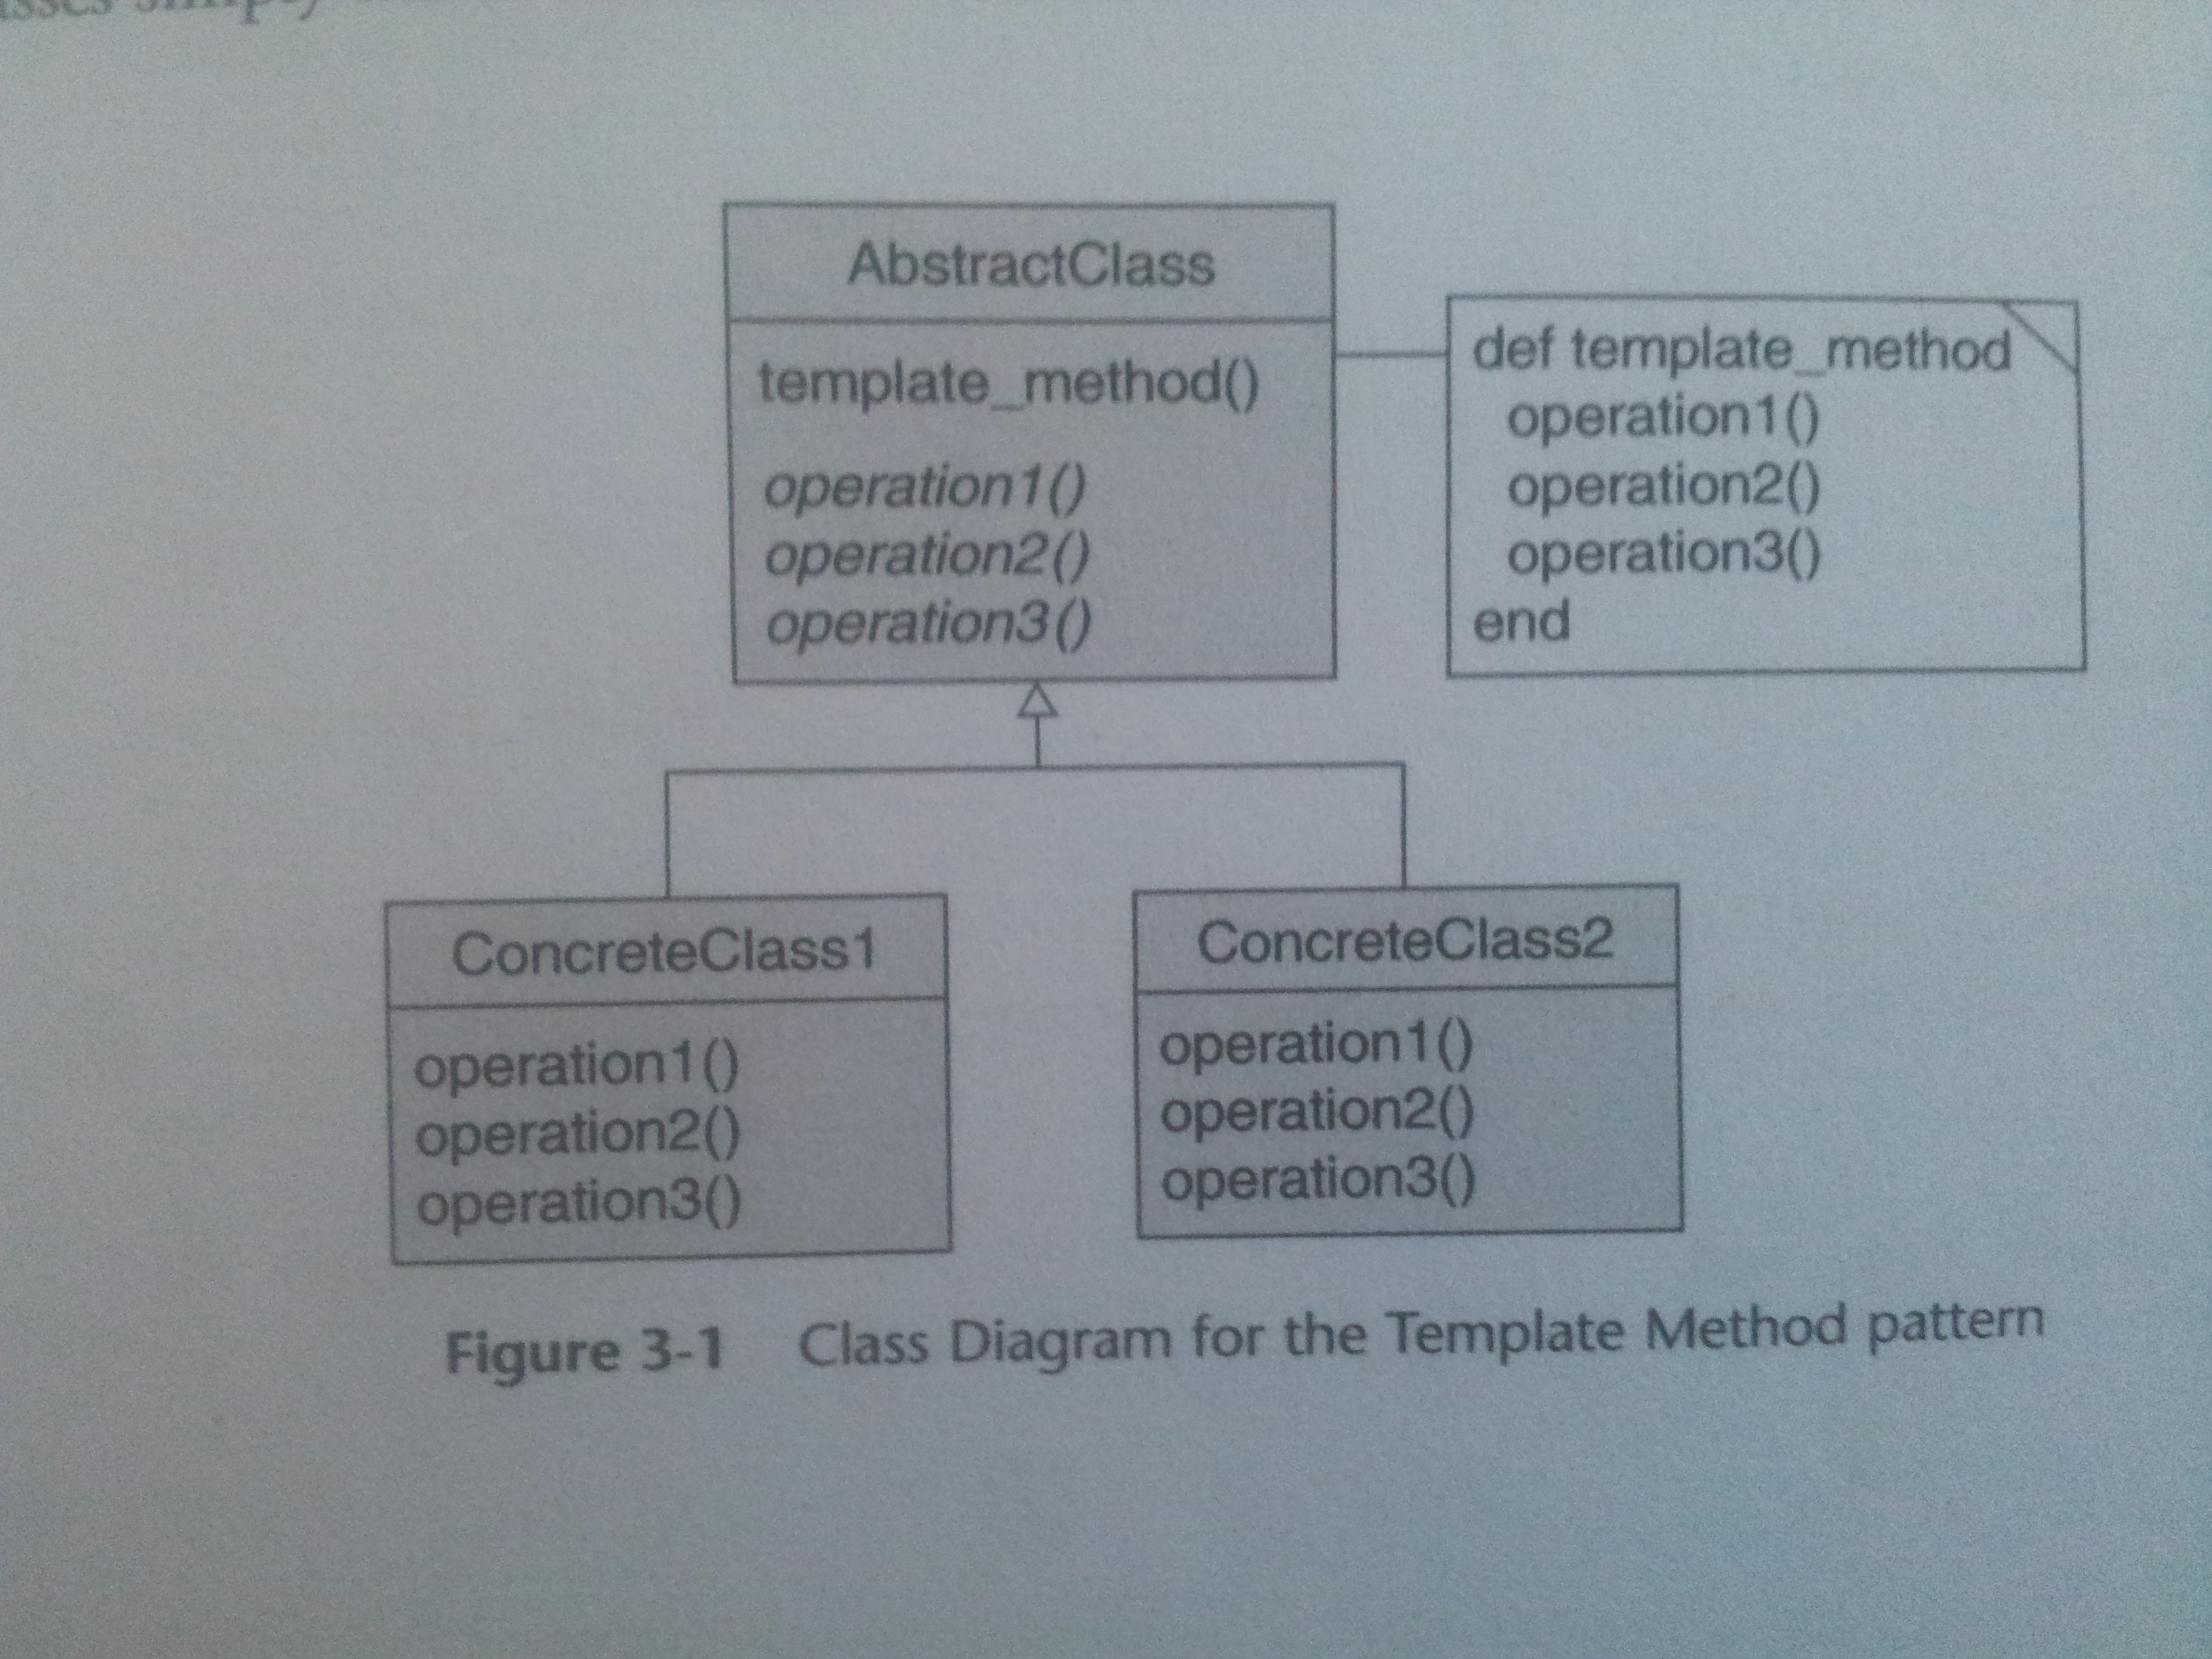 AbstractClass
template_method()
operation1()
operation2()
operation3()
def template_method
operation1()
operation2()
operation3()
end
ConcreteClass1
operation1()
operation2()
operation3()
ConcreteClass2
operation1()
operation2()
operation3()
Figure 3-1 Class Diagram for the Template Method pattern